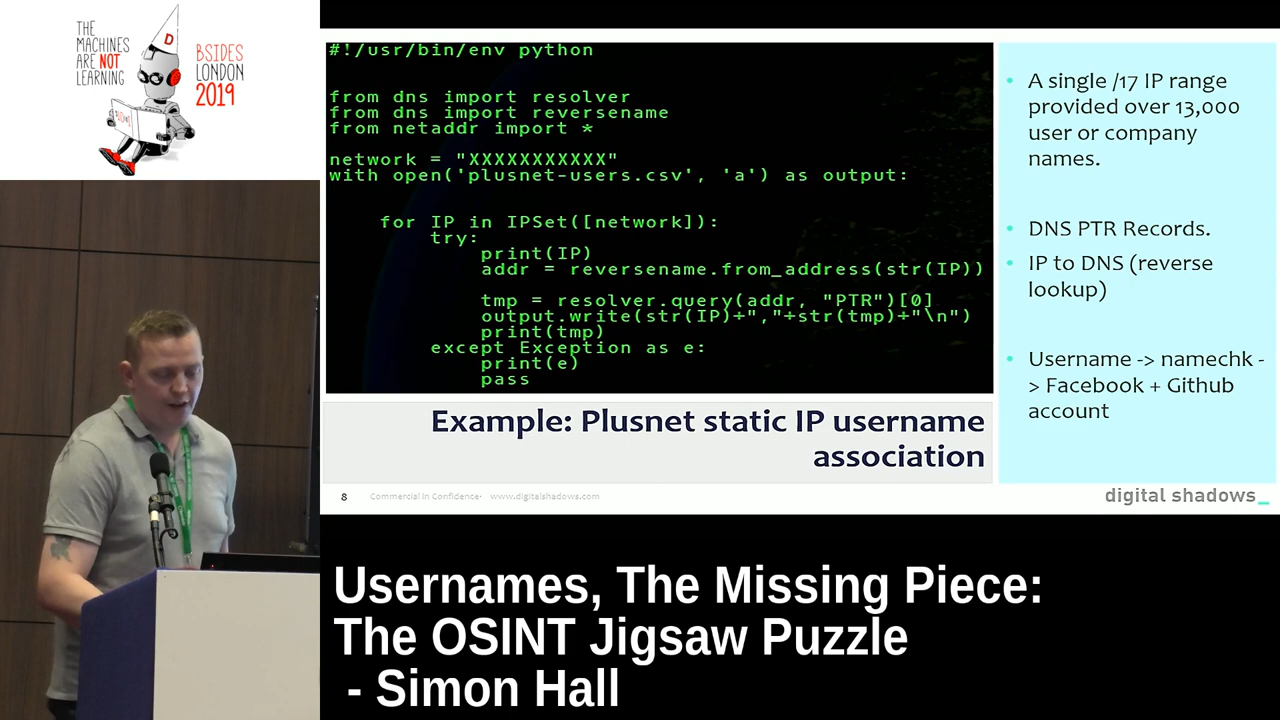 THE
MACHINES
ARE NOT
LEARNING
D
BSIDES
LONDON
2019
#!/usr/bin/env python
from dns import resolver
from dns import reversename
from netaddr import *
network = "XXXXXXXXXXX"
with open('plusnet-users.csv', 'a') as output:
for IP in IPSet([network]):
try:
print(IP)
addr = reversename.from_address(str(IP))
tmp = resolver.query(addr, "PTR")[0]
output.write(str(IP)+","+str(tmp)+"\n")
print(tmp)
except Exception as e:
print(e)
pass
Example: Plusnet static IP username
association
• A single /17 IP range
provided over 13,000
user or company
names.
• DNS PTR Records.
• IP to DNS (reverse
lookup)
• Username -> namechk -
> Facebook + Github
account
8 Commercial in Confidence· www.digitalshadows.com
digital shadows_
Usernames, The Missing Piece:
The OSINT Jigsaw Puzzle
- Simon Hall